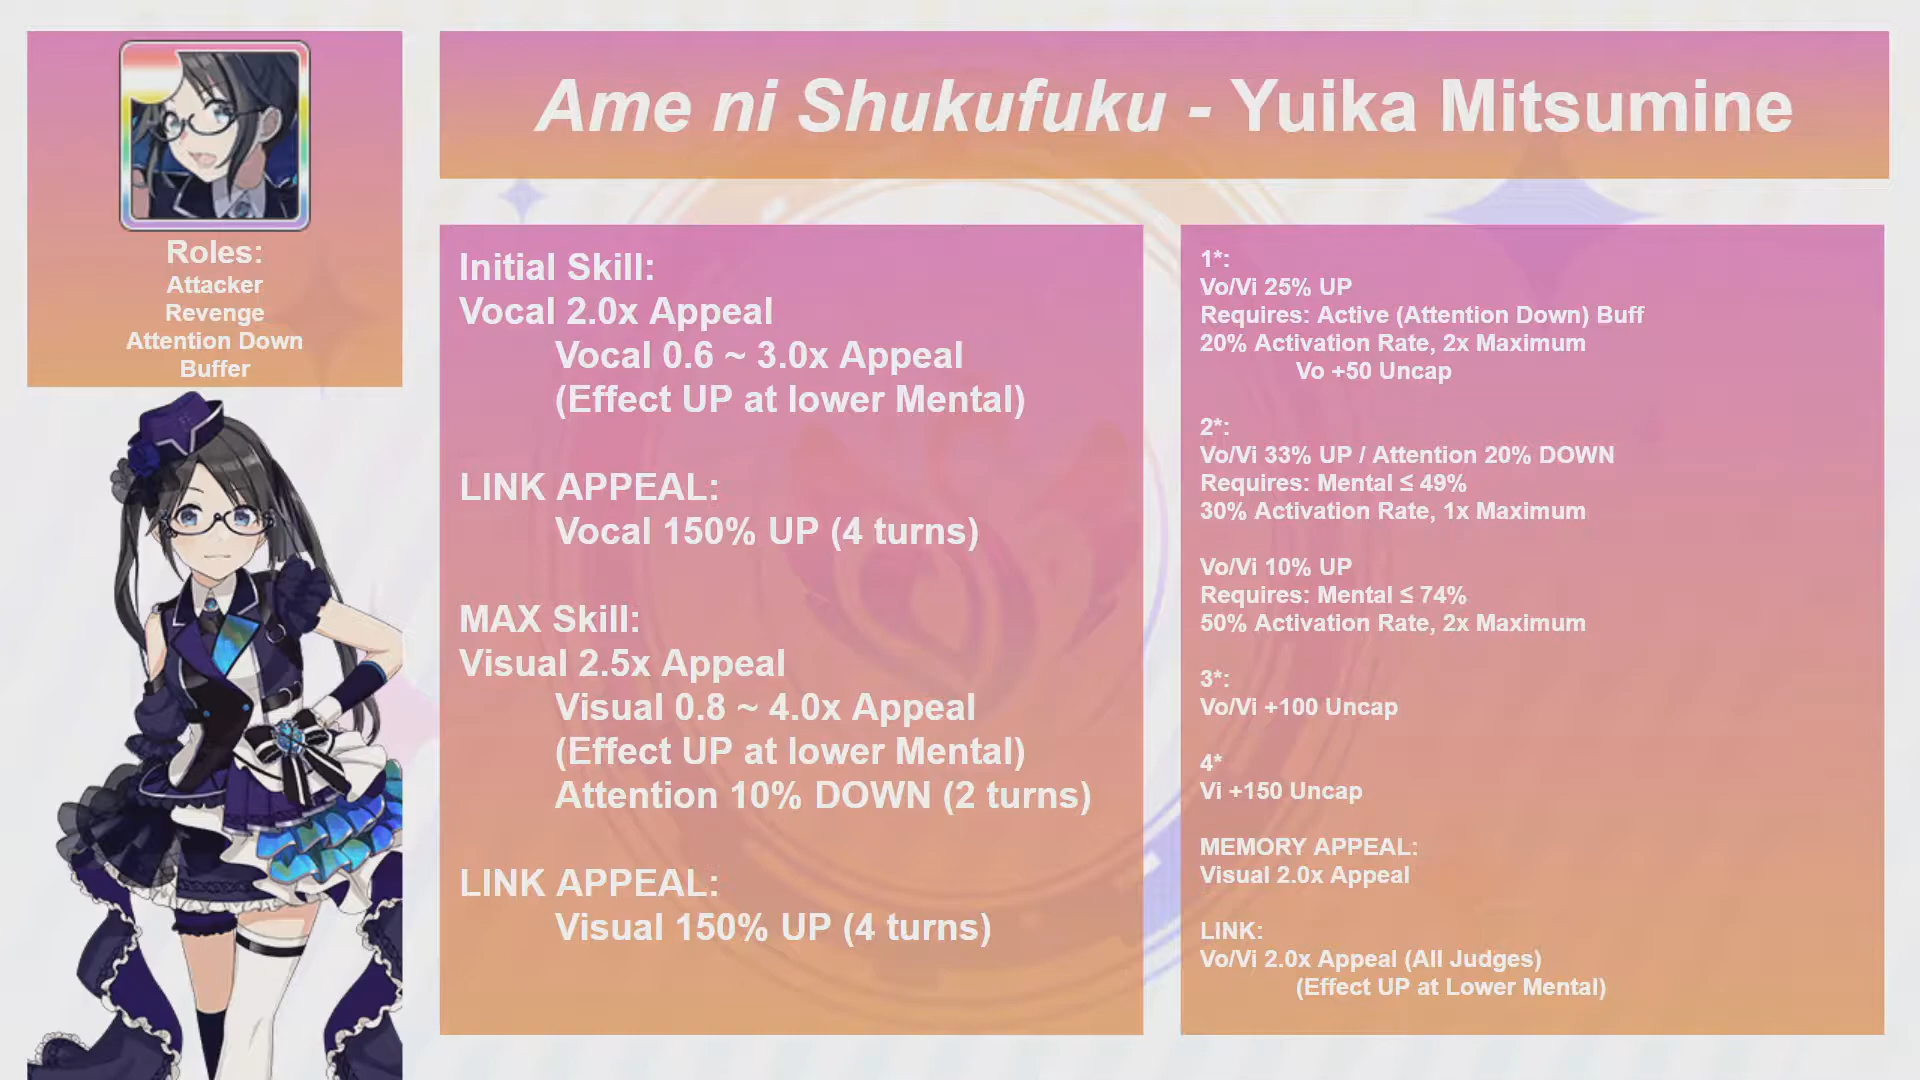 Ame ni Shukufuku - Yuika Mitsumine
Roles:
Attacker
Revenge
Attention Down
Buffer
Initial Skill:
Vocal 2.0x Appeal
Vocal 0.6 ~ 3.0x Appeal
(Effect UP at lower Mental)
LINK APPEAL:
Vocal 150% UP (4 turns)
MAX Skill:
Visual 2.5x Appeal
Visual 0.8 ~ 4.0x Appeal
(Effect UP at lower Mental)
Attention 10% DOWN (2 turns)
LINK APPEAL:
Visual 150% UP (4 turns)
1*:
Vo/Vi 25% UP
Requires: Active (Attention Down) Buff
20% Activation Rate, 2x Maximum
Vo +50 Uncap
2*:
Vo/Vi 33% UP / Attention 20% DOWN
Requires: Mental ≤ 49%
30% Activation Rate, 1x Maximum
Vo/Vi 10% UP
Requires: Mental ≤ 74%
50% Activation Rate, 2x Maximum
3*:
Vo/Vi +100 Uncap
4*
Vi +150 Uncap
MEMORY APPEAL:
Visual 2.0x Appeal
LINK:
Vo/Vi 2.0x Appeal (All Judges)
(Effect UP at Lower Mental)